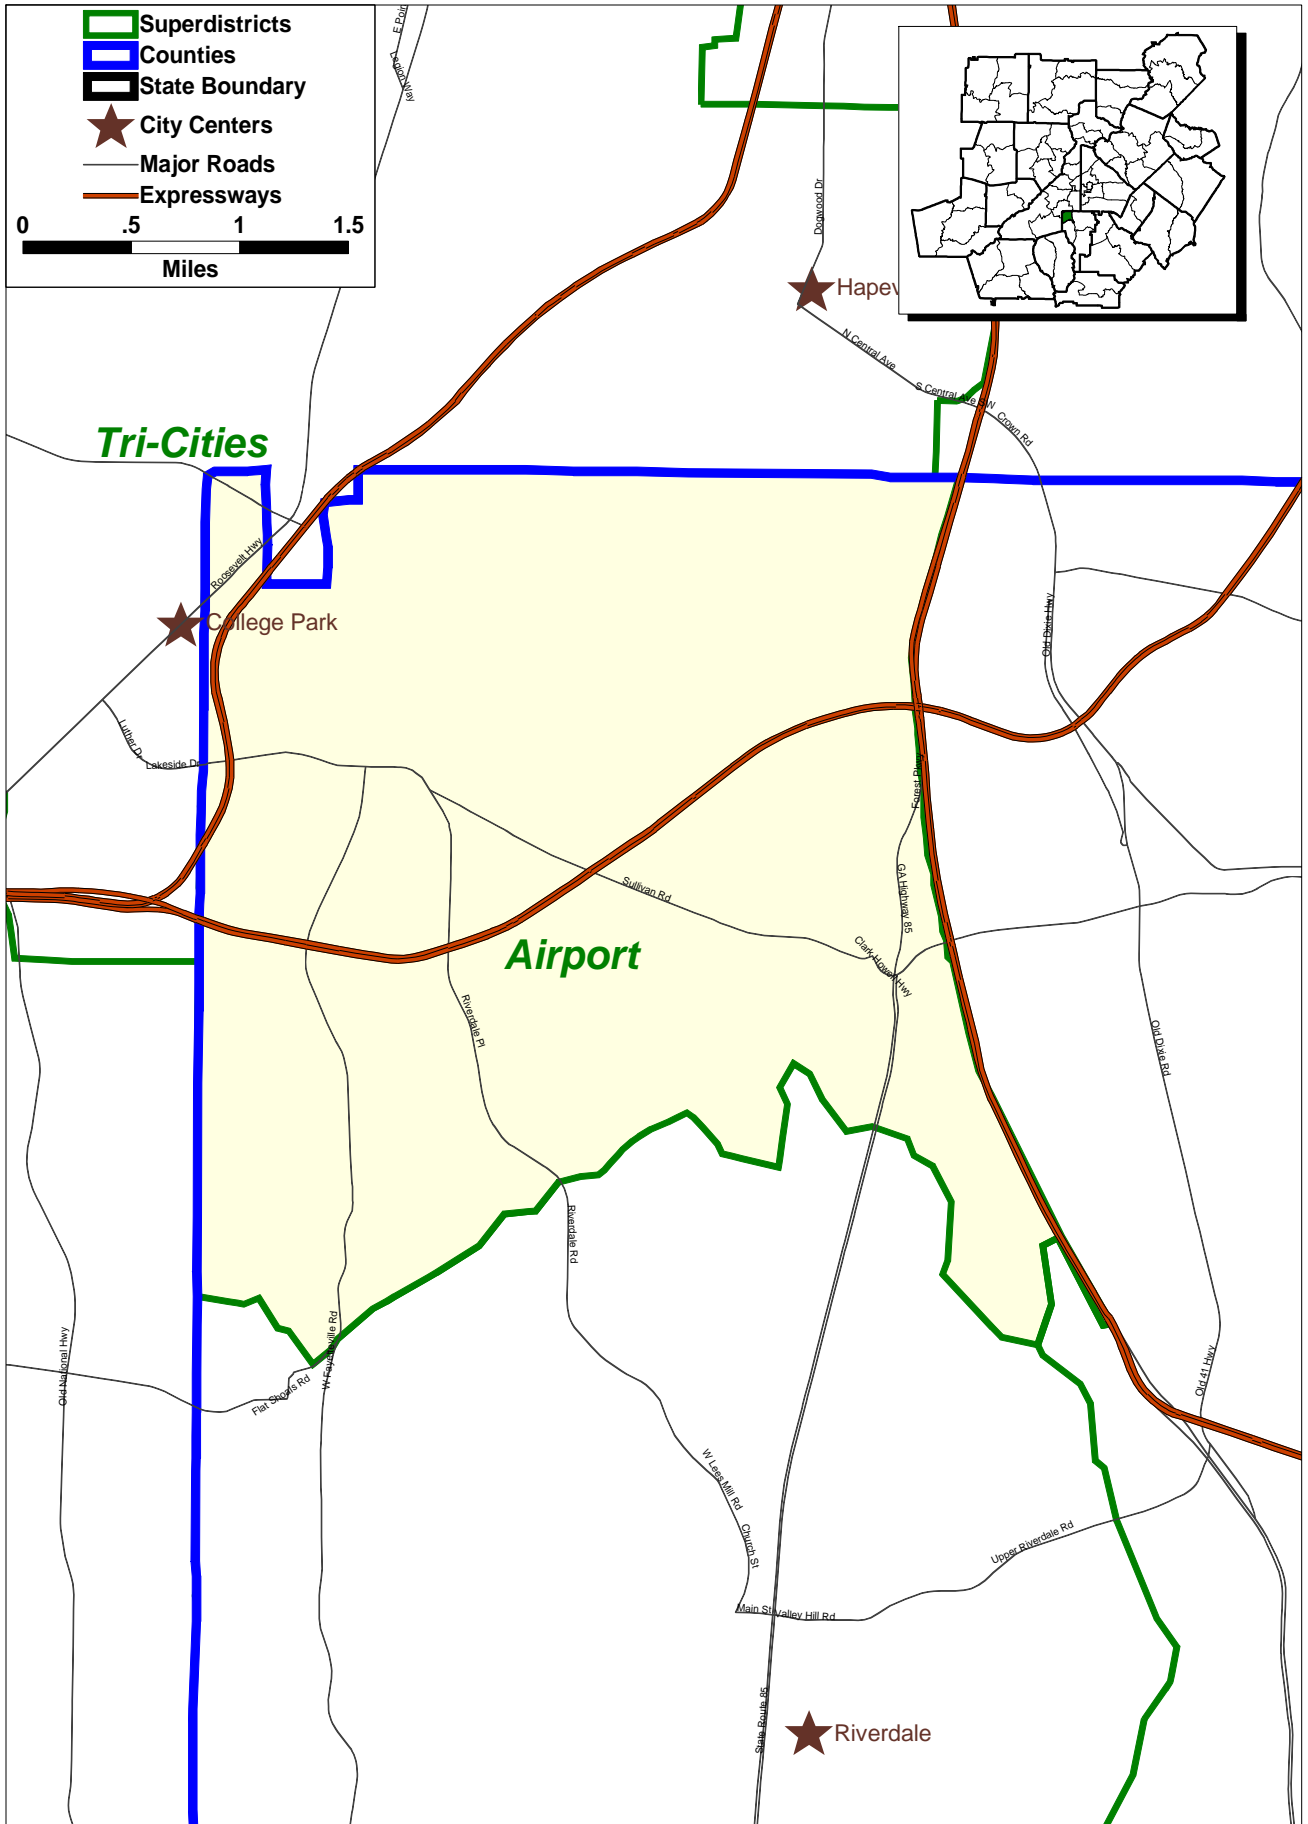 Superdistricts
Counties
State Boundary
City Centers
Major Roads
Expressways
0 .5 1 1.5
Miles
E Poin
Legion Way
Dogwood Dr
Hapev
N Central Ave
S Central Ave SW
Crown Rd
Tri-Cities
Roosevelt Hwy
College Park
Old Dixie Hwy
Luther Dr
Lakeside Dr
Forest Pkwy
Sullivan Rd
GA Highway 85
Airport
Clark Howell Hwy
Riverdale Pl
Old Dixie Rd
Riverdale Rd
Old National Hwy
W Fayetteville Rd
Flat Shoals Rd
Old 41 Hwy
W Lees Mill Rd
Church St
Upper Riverdale Rd
Main St
Valley Hill Rd
State Route 85
Riverdale